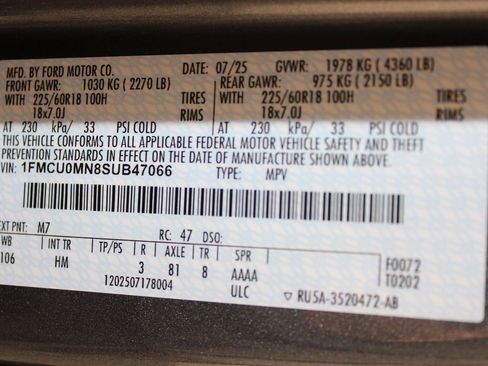 MFD. BY FORD MOTOR CO. DATE: 07/25 GVWR: 1978 KG (4360 LB)
FRONT GAWR: 1030 KG (2270 LB) REAR GAWR: 975 KG (2150 LB)
WITH 225/60R18 100H TIRES WITH 225/60R18 100H TIRES
18x7.0J RIMS 18x7.0J RIMS
AT 230 kPa/ 33 PSI COLD AT 230 kPa/ 33 PSI COLD
THIS VEHICLE CONFORMS TO ALL APPLICABLE FEDERAL MOTOR VEHICLE SAFETY AND THEFT
PREVENTION STANDARDS IN EFFECT ON THE DATE OF MANUFACTURE SHOWN ABOVE.
VIN: 1FMCU0MN8SUB47066 TYPE: MPV
EXT PNT: M7 RC: 47 DSO:
WB INT TR TP/PS R AXLE TR SPR F0072
106 HM 3 81 8 AAAA T0202
1202507178004 ULC ▽ RU5A-3520472-AB